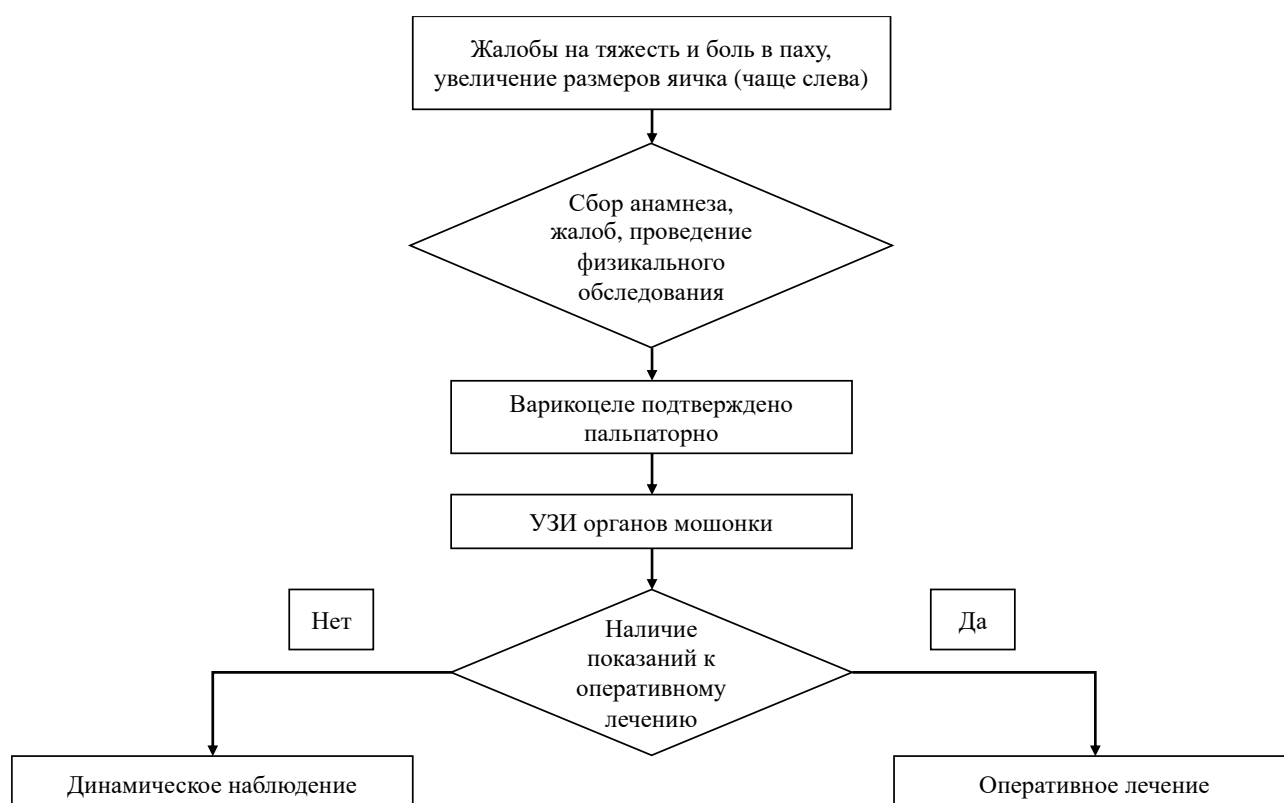 Жалобы на тяжесть и боль в паху,
увеличение размеров яичка (чаще слева)
Сбор анамнеза,
жалоб, проведение
физикального
обследования
Варикоцеле подтверждено
пальпаторно
УЗИ органов мошонки
Нет
Да
Наличие
показаний к
оперативному
лечению
Динамическое наблюдение
Оперативное лечение